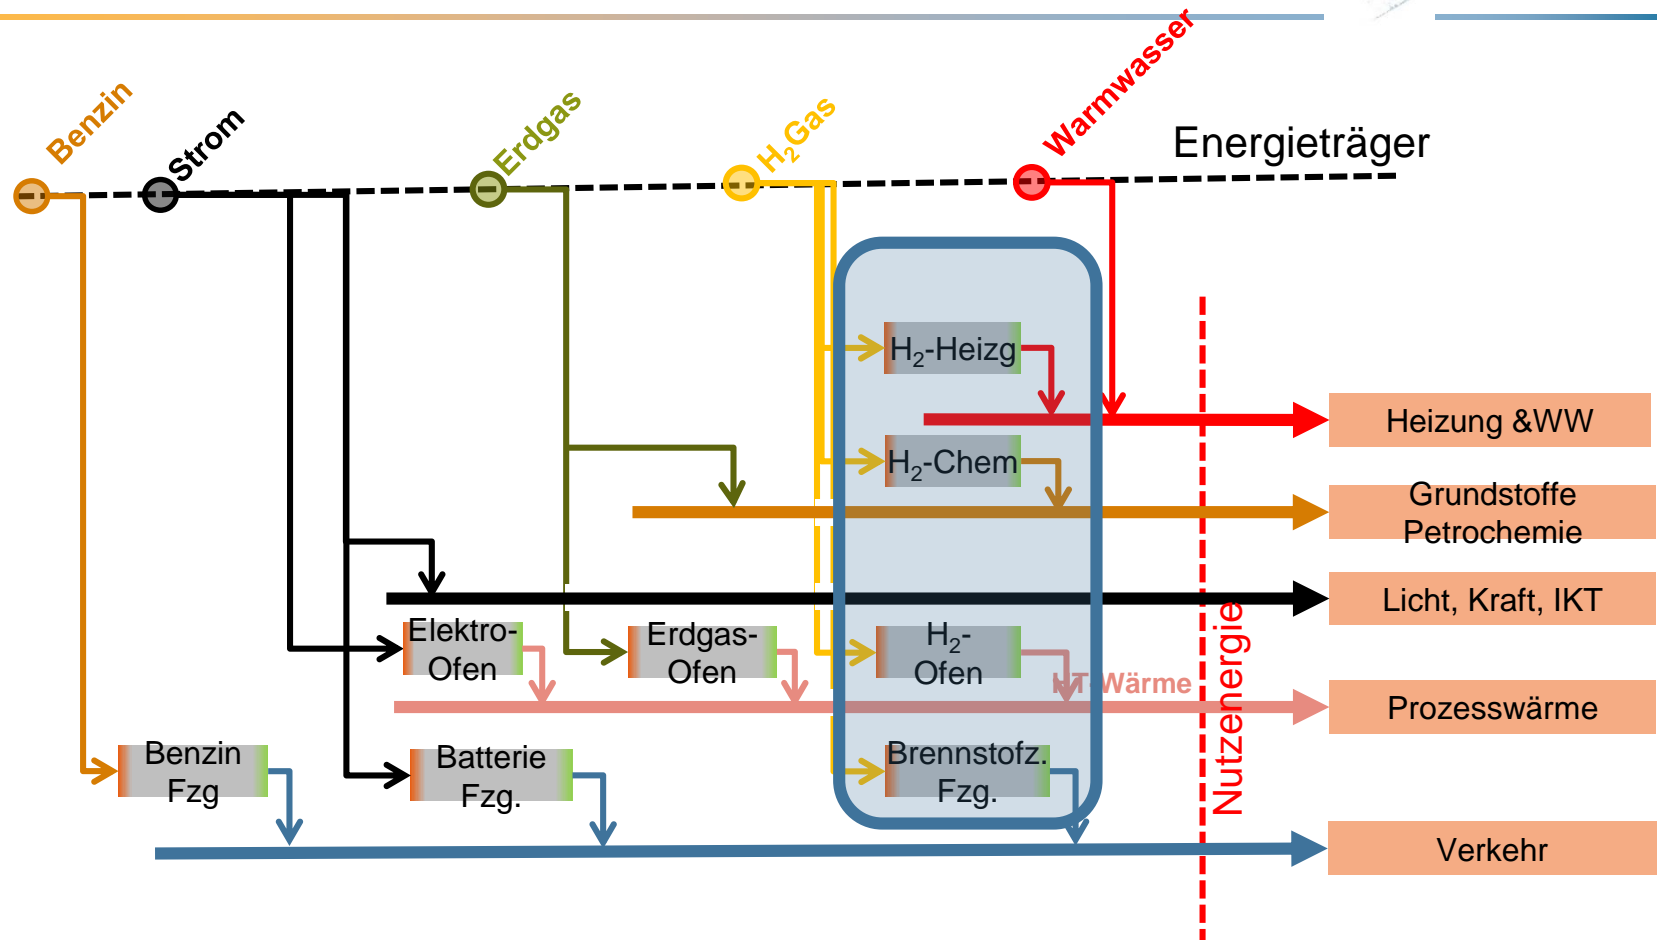 Benzin
Strom
Erdgas
H₂Gas
Warmwasser
Energieträger
H₂-Heizg
Heizung &WW
H₂-Chem
Grundstoffe
Petrochemie
Licht, Kraft, IKT
Elektro-
Ofen
Erdgas-
Ofen
H₂-
Ofen
HT-Wärme
Nutzenergie
Prozesswärme
Benzin
Fzg
Batterie
Fzg.
Brennstofz.
Fzg.
Verkehr